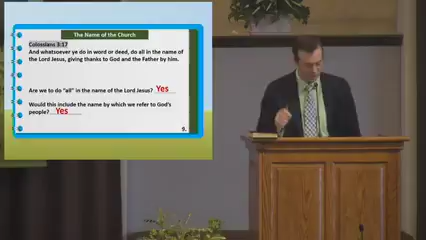 The Name of the Church
Colossians 3:17
And whatsoever ye do in word or deed, do all in the name of
the Lord Jesus, giving thanks to God and the Father by him.
Are we to do "all" in the name of the Lord Jesus? Yes
Would this include the name by which we refer to God's
people? Yes
9.